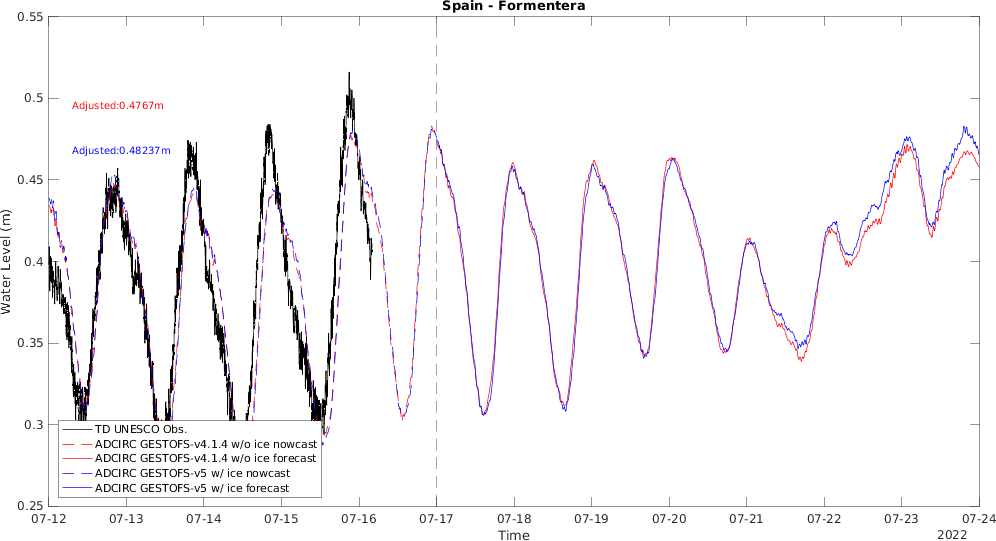 Spain - Formentera
0.55
0.5
0.45
0.4
0.35
0.3
0.25
Water Level (m)
Adjusted:0.4767m
Adjusted:0.48237m
TD UNESCO Obs.
ADCIRC GESTOFS-v4.1.4 w/o ice nowcast
ADCIRC GESTOFS-v4.1.4 w/o ice forecast
ADCIRC GESTOFS-v5 w/ ice nowcast
ADCIRC GESTOFS-v5 w/ ice forecast
07-12 07-13 07-14 07-15 07-16 07-17 07-18 07-19 07-20 07-21 07-22 07-23 07-24
Time
2022